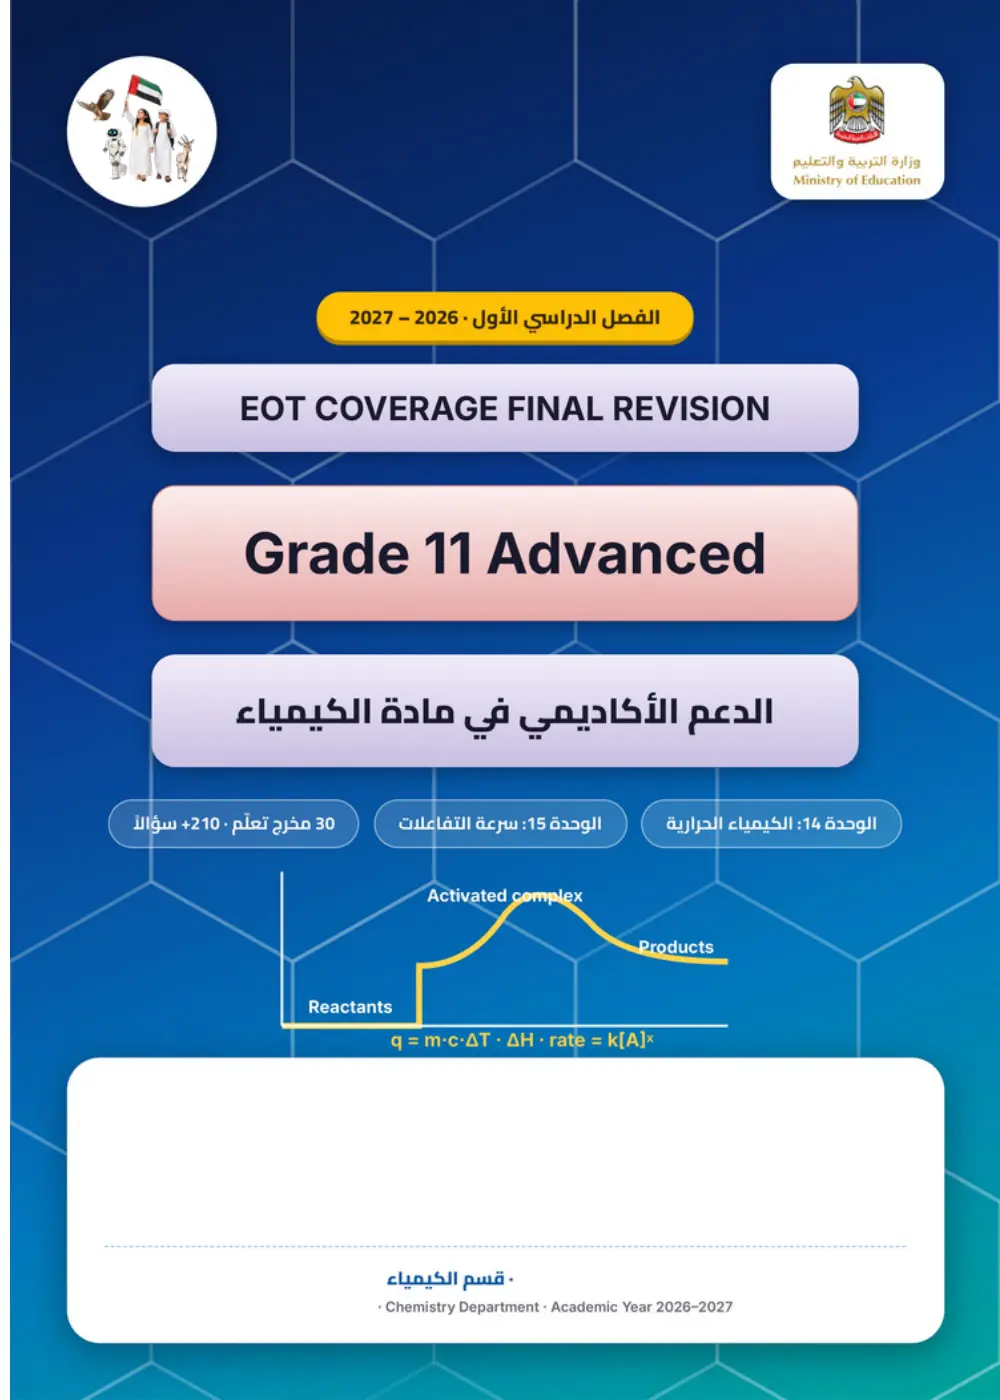 وزارة التربية والتعليم
Ministry of Education
الفصل الدراسي الأول · 2026 – 2027
EOT COVERAGE FINAL REVISION
Grade 11 Advanced
الدعم الأكاديمي في مادة الكيمياء
الوحدة 14: الكيمياء الحرارية
الوحدة 15: سرعة التفاعلات
30 مخرج تعلّم · 210+ سؤالاً
Activated complex
Products
Reactants
q = m·c·ΔT · ΔH · rate = k[A]ˣ
· قسم الكيمياء
· Chemistry Department · Academic Year 2026–2027